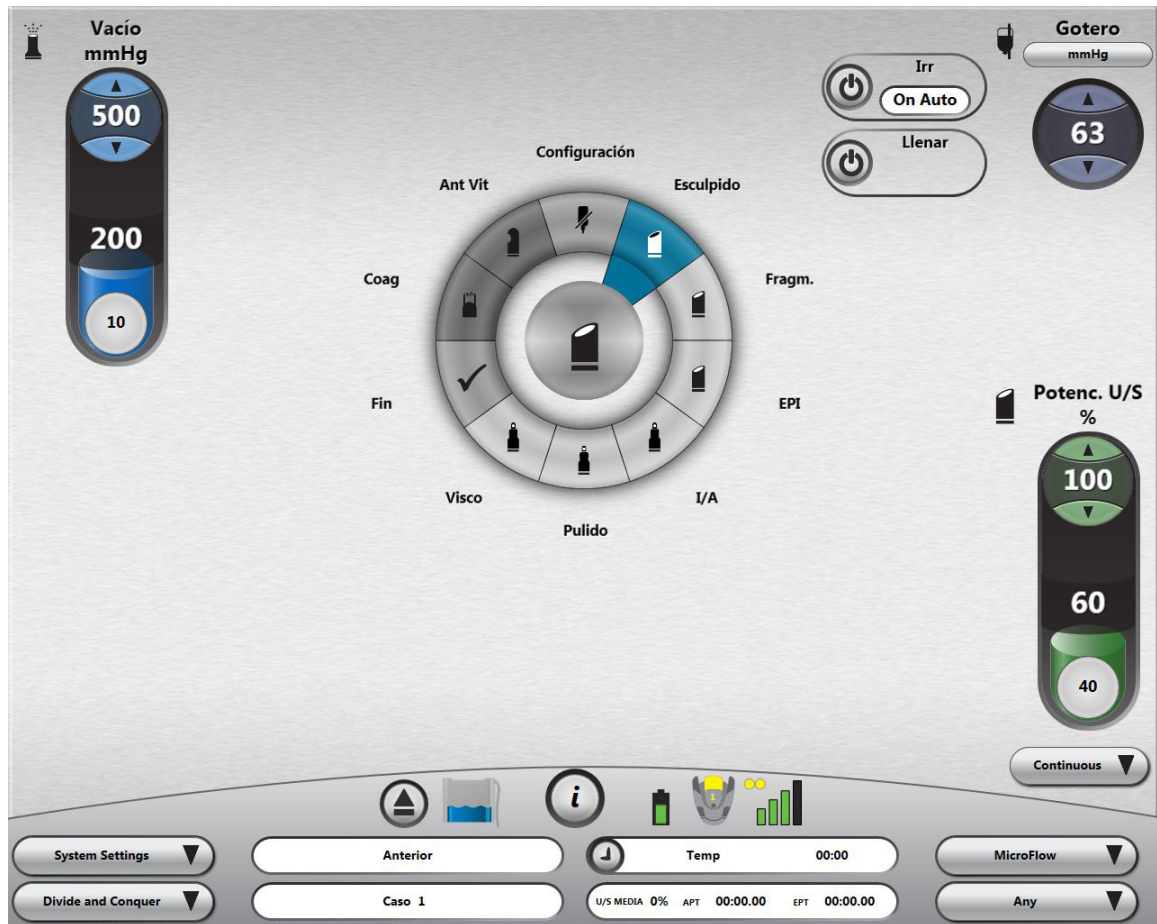 Vacío
mmHg
500
200
10
Gotero
mmHg
63
Irr
On Auto
Llenar
Configuración
Ant Vit
Esculpido
Coag
Fragm.
Fin
EPI
Visco
I/A
Pulido
Potenc. U/S
%
100
60
40
Continuous
i
1
System Settings
Anterior
Temp 00:00
MicroFlow
Divide and Conquer
Caso 1
U/S MEDIA 0% APT 00:00.00 EPT 00:00.00
Any